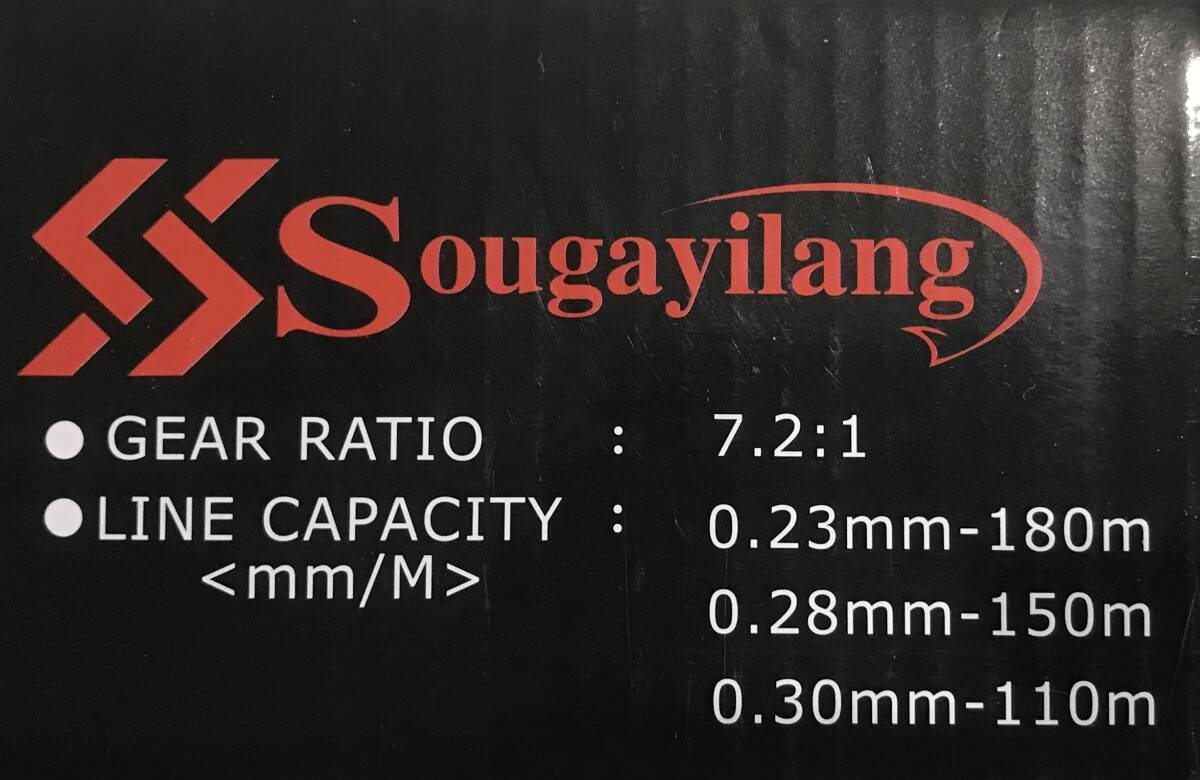 Sougayilang
● GEAR RATIO : 7.2:1
● LINE CAPACITY : 0.23mm-180m
<mm/M>
0.28mm-150m
0.30mm-110m